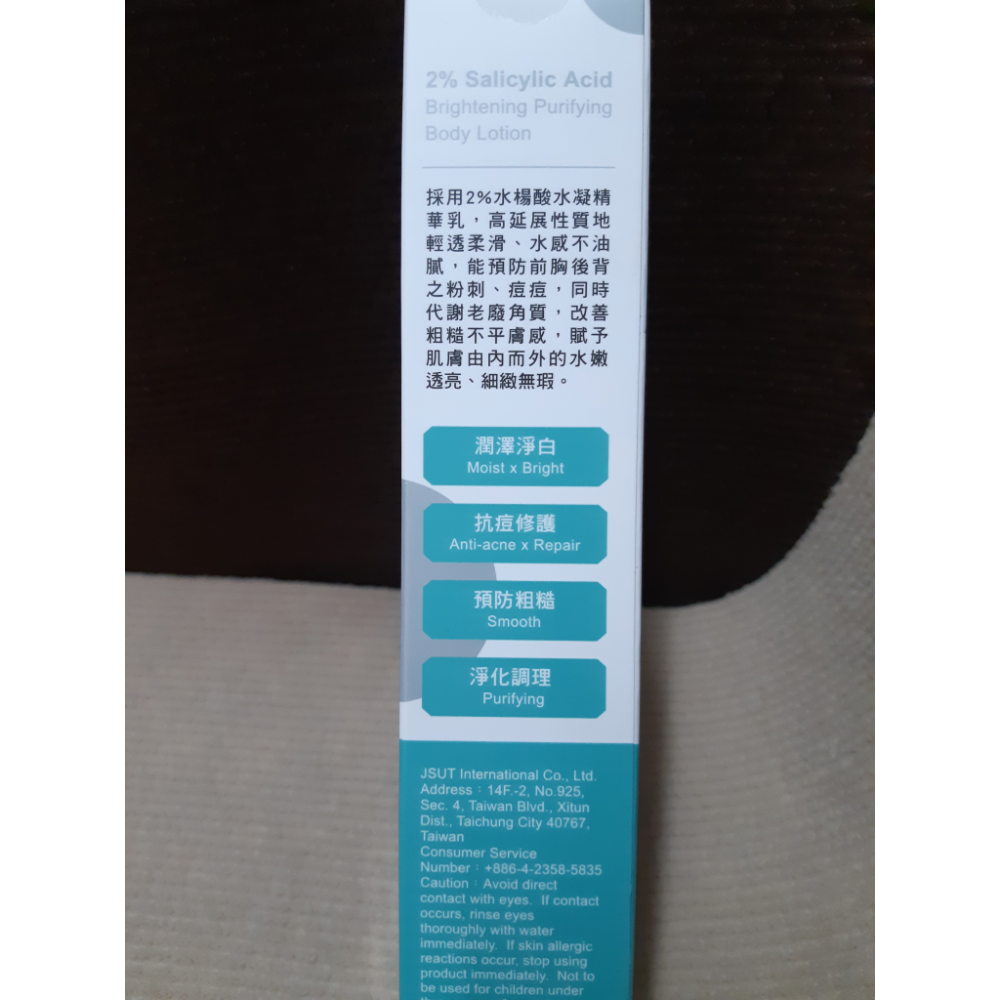 2% Salicylic Acid
Brightening Purifying
Body Lotion
採用2%水楊酸水凝精
華乳，高延展性質地
輕透柔滑、水感不油
膩，能預防前胸後背
之粉刺、痘痘，同時
代謝老廢角質，改善
粗糙不平膚感，賦予
肌膚由內而外的水嫩
透亮、細緻無瑕。
潤澤淨白
Moist x Bright
抗痘修護
Anti-acne x Repair
預防粗糙
Smooth
淨化調理
Purifying
JSUT International Co., Ltd.
Address：14F.-2, No.925,
Sec. 4, Taiwan Blvd., Xitun
Dist., Taichung City 40767,
Taiwan
Consumer Service
Number：+886-4-2358-5835
Caution：Avoid direct
contact with eyes. If contact
occurs, rinse eyes
thoroughly with water
immediately. If skin allergic
reactions occur, stop using
product immediately. Not to
be used for children under